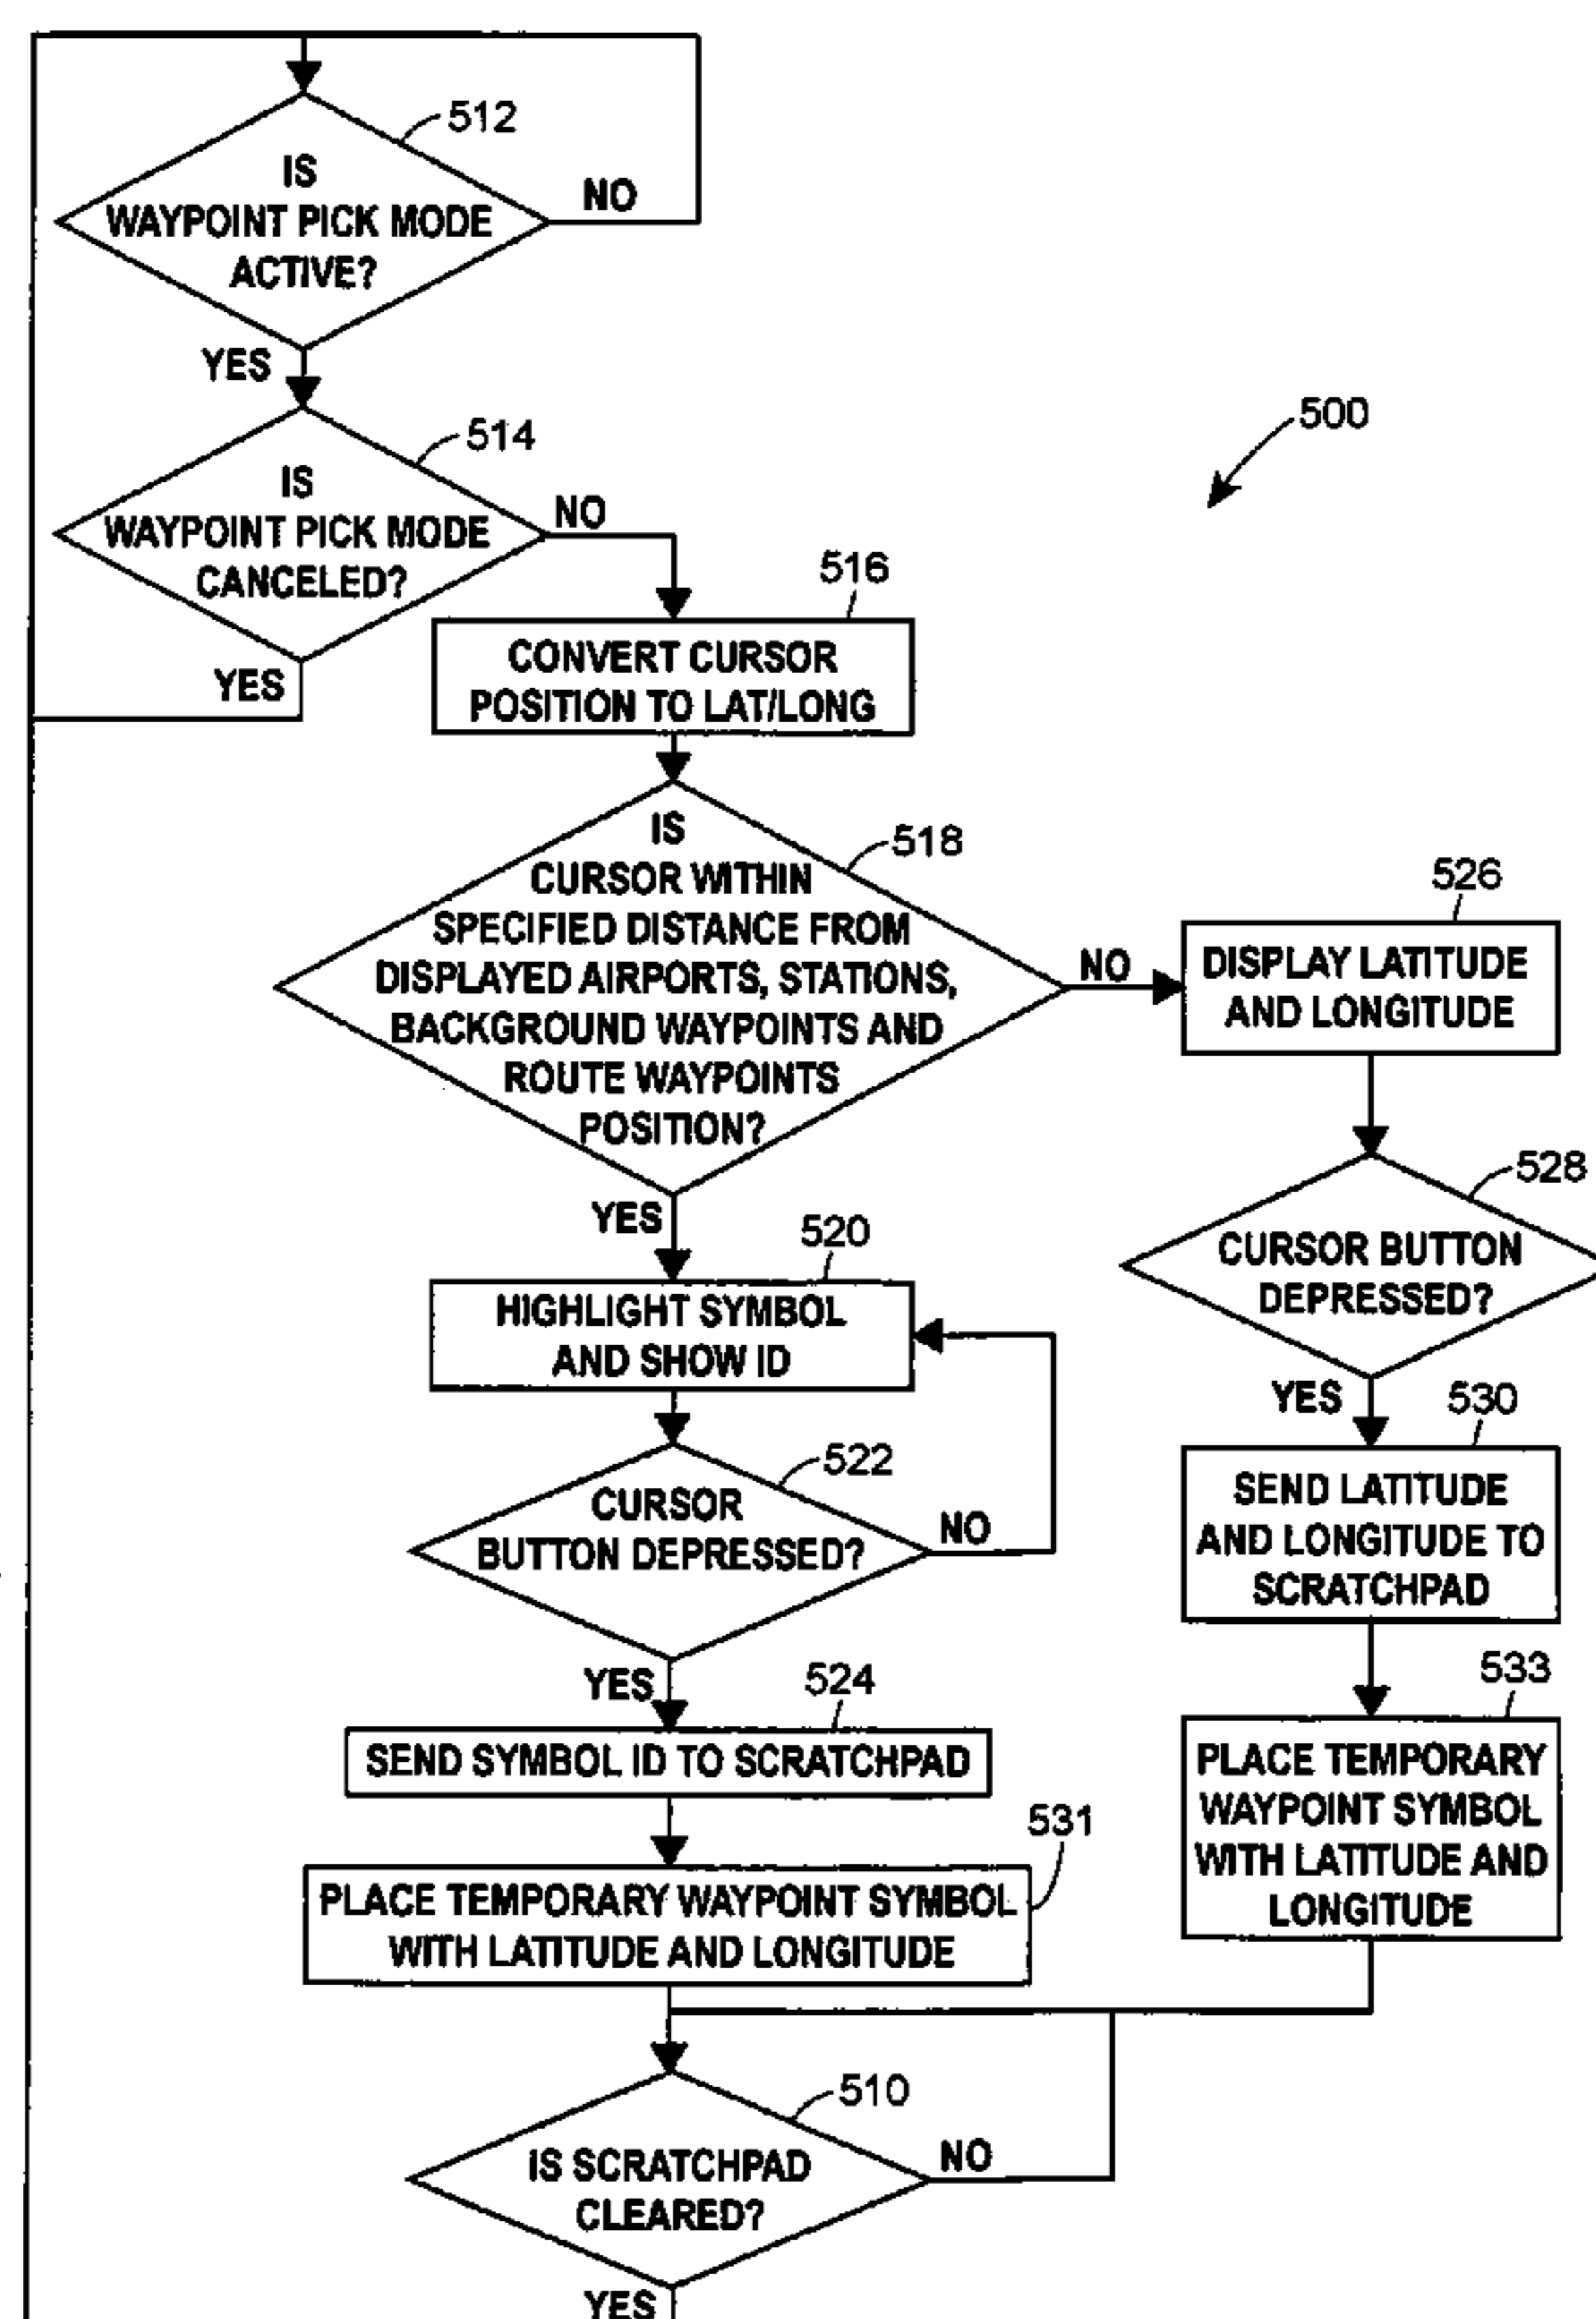 512
IS
WAYPOINT PICK MODE
ACTIVE?
NO
YES
514
IS
WAYPOINT PICK MODE
CANCELED?
NO
YES
500
516
CONVERT CURSOR
POSITION TO LAT/LONG
518
IS
CURSOR WITHIN
SPECIFIED DISTANCE FROM
DISPLAYED AIRPORTS, STATIONS,
BACKGROUND WAYPOINTS AND
ROUTE WAYPOINTS
POSITION?
NO
YES
526
DISPLAY LATITUDE
AND LONGITUDE
528
CURSOR BUTTON
DEPRESSED?
YES
530
SEND LATITUDE
AND LONGITUDE TO
SCRATCHPAD
533
PLACE TEMPORARY
WAYPOINT SYMBOL
WITH LATITUDE AND
LONGITUDE
520
HIGHLIGHT SYMBOL
AND SHOW ID
522
CURSOR
BUTTON DEPRESSED?
NO
YES
524
SEND SYMBOL ID TO SCRATCHPAD
531
PLACE TEMPORARY WAYPOINT SYMBOL
WITH LATITUDE AND LONGITUDE
510
IS SCRATCHPAD
CLEARED?
NO
YES